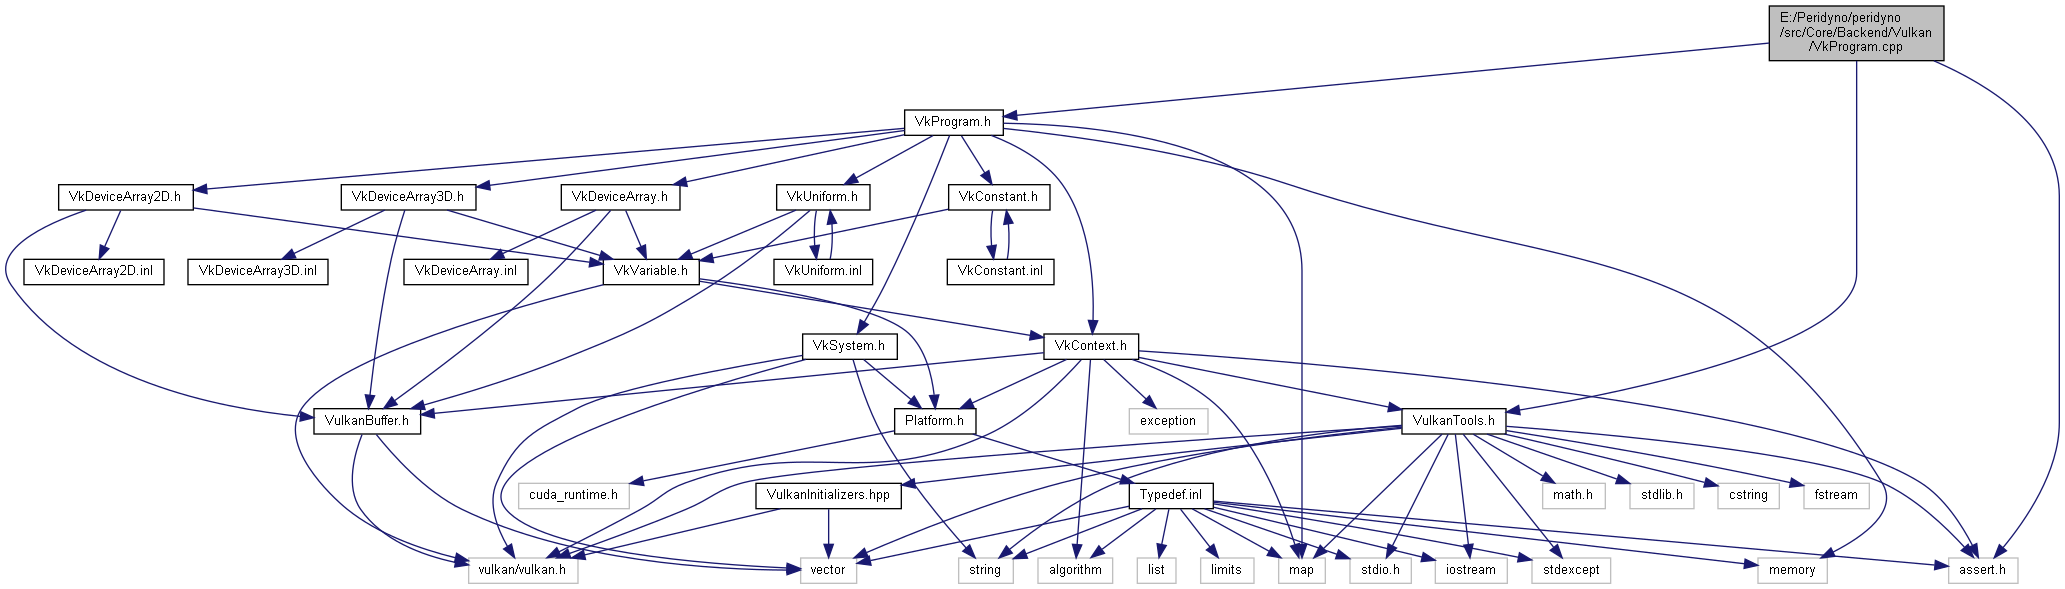 E:/Peridyno/peridyno
/src/Core/Backend/Vulkan
/VkProgram.cpp
VkProgram.h
VkDeviceArray2D.h
VkDeviceArray3D.h
VkDeviceArray.h
VkUniform.h
VkConstant.h
VkDeviceArray2D.inl
VkDeviceArray3D.inl
VkDeviceArray.inl
VkVariable.h
VkUniform.inl
VkConstant.inl
VkSystem.h
VkContext.h
VulkanBuffer.h
Platform.h
exception
VulkanTools.h
cuda_runtime.h
VulkanInitializers.hpp
Typedef.inl
math.h
stdlib.h
cstring
fstream
vulkan/vulkan.h
vector
string
algorithm
list
limits
map
stdio.h
iostream
stdexcept
memory
assert.h